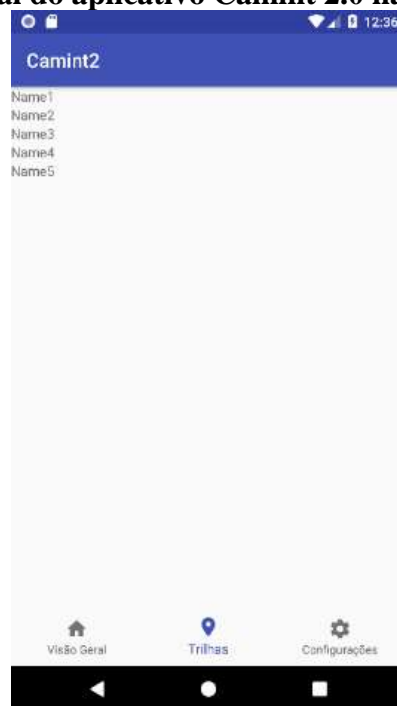 al do aplicativo Camint 2.0 na
12:36
Camint2
Name1
Name2
Name3
Name4
Name5
Visão Geral Trilhas Configurações